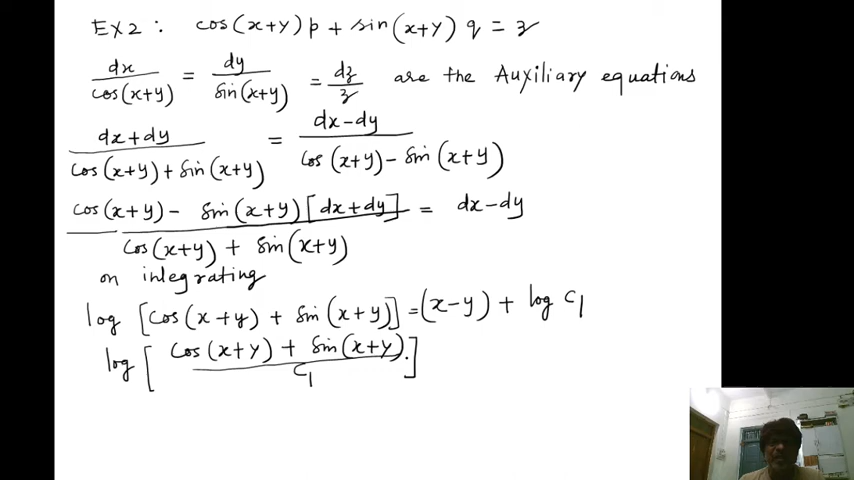 EX2 : cos(x+y) p + sin(x+y) q = z
dx/cos(x+y) = dy/sin(x+y) = dz/z are the Auxiliary equations
dx+dy/cos(x+y)+sin(x+y) = dx-dy/cos(x+y)-sin(x+y)
cos(x+y) - sin(x+y)[dx+dy]/cos(x+y) + sin(x+y) = dx-dy
on integrating
log [cos(x+y) + sin(x+y)] = (x-y) + log c1
log [cos(x+y) + sin(x+y)/c1]